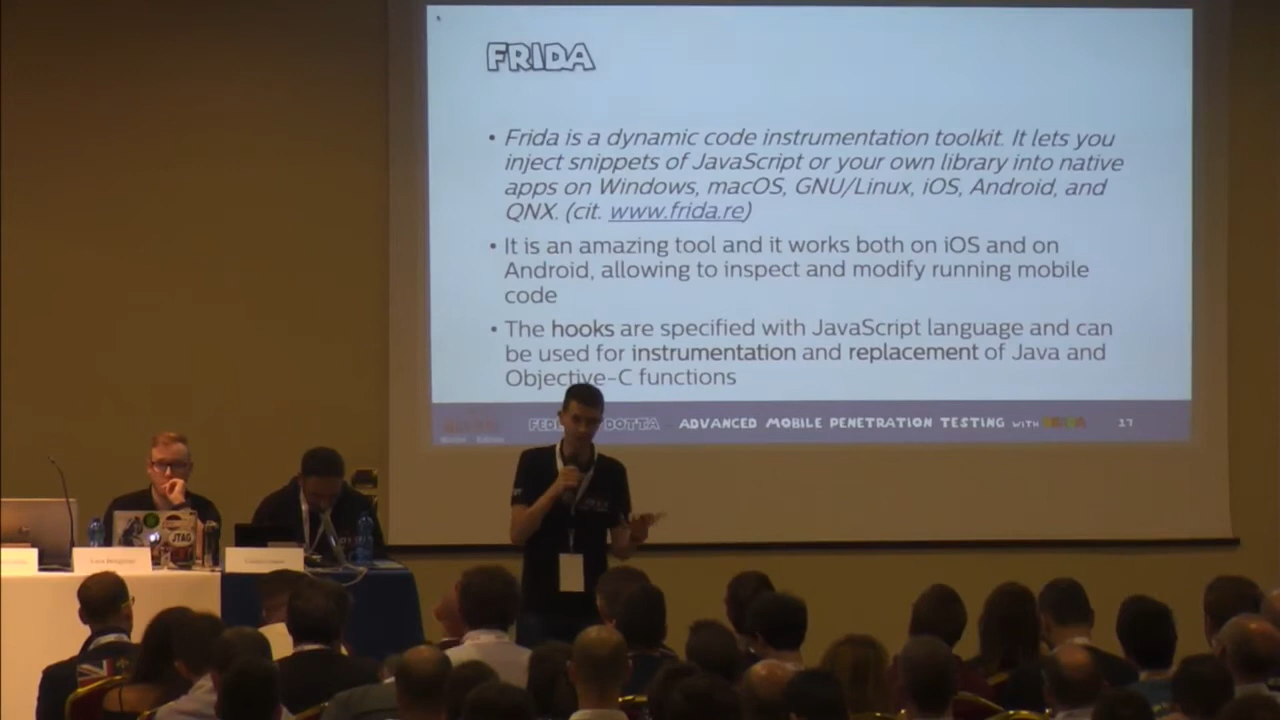 FRIDA
• Frida is a dynamic code instrumentation toolkit. It lets you
inject snippets of JavaScript or your own library into native
apps on Windows, macOS, GNU/Linux, iOS, Android, and
QNX. (cit. www.frida.re)
• It is an amazing tool and it works both on iOS and on
Android, allowing to inspect and modify running mobile
code
• The hooks are specified with JavaScript language and can
be used for instrumentation and replacement of Java and
Objective-C functions
DOTTA ADVANCED MOBILE PENETRATION TESTING WITH FRIDA 17
JTAG